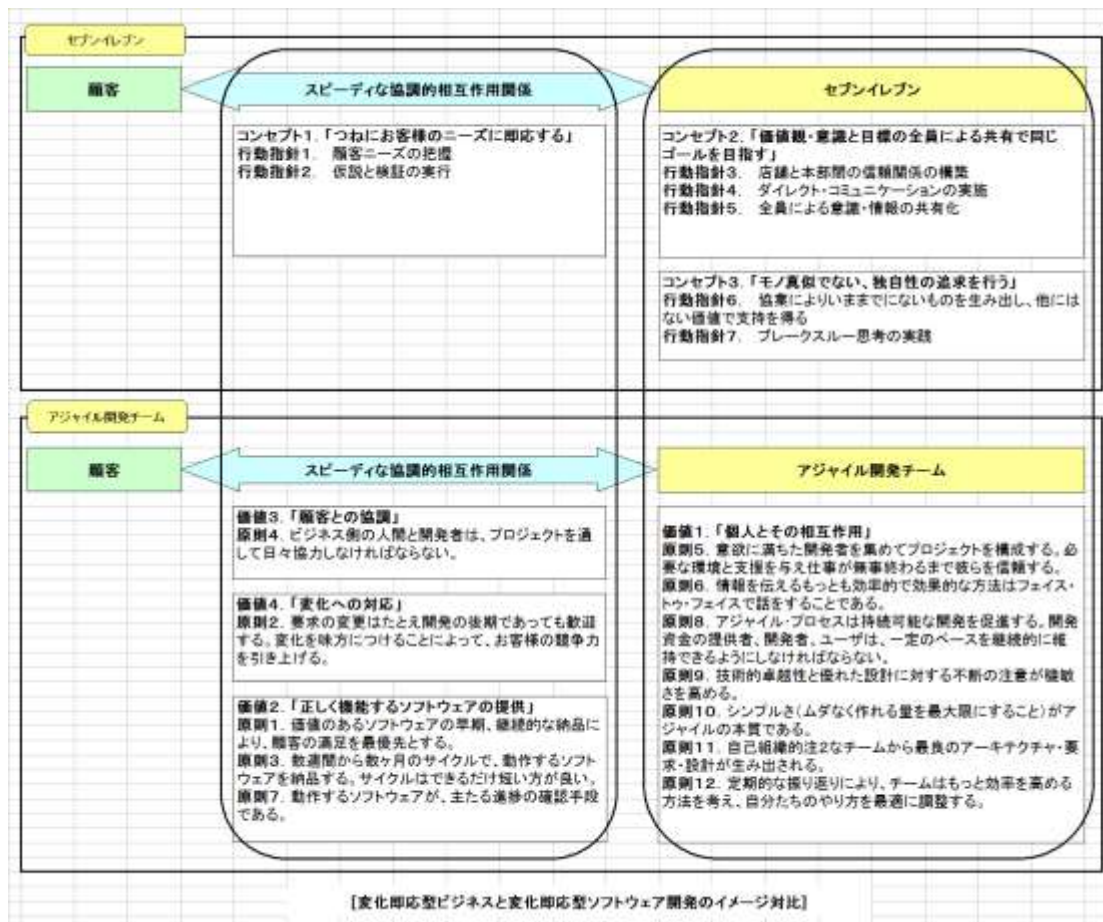 セブンイレブン
顧客
スピーディな協調的相互作用関係
セブンイレブン
コンセプト1.「つねにお客様のニーズに即応する」
行動指針1. 顧客ニーズの把握
行動指針2. 仮説と検証の実行
コンセプト2.「価値観・意識と目標の全員による共有で同じ
ゴールを目指す」
行動指針3. 店舗と本部間の信頼関係の構築
行動指針4. ダイレクト・コミュニケーションの実施
行動指針5. 全員による意識・情報の共有化
コンセプト3.「モノ真似でない、独自性の追求を行う」
行動指針6. 協業によりいままでにないものを生み出し、他には
ない価値で支持を得る
行動指針7. ブレークスルー思考の実践
アジャイル開発チーム
顧客
スピーディな協調的相互作用関係
アジャイル開発チーム
価値3.「顧客との協調」
原則4. ビジネス側の人間と開発者は、プロジェクトを通
して日々協力しなければならない。
価値4.「変化への対応」
原則2. 要求の変更はたとえ開発の後期であっても歓迎
する。変化を味方につけることによって、お客様の競争力
を引き上げる。
価値2.「正しく機能するソフトウェアの提供」
原則1. 価値のあるソフトウェアの早期、継続的な納品に
より、顧客の満足を最優先とする。
原則3. 数週間から数ヶ月のサイクルで、動作するソフト
ウェアを納品する。サイクルはできるだけ短い方が良い。
原則7. 動作するソフトウェアが、主たる進捗の確認手段
である。
価値1.「個人とその相互作用」
原則5. 意欲に満ちた開発者を集めてプロジェクトを構成する。必
要な環境と支援を与え仕事が無事終わるまで彼らを信頼する。
原則6. 情報を伝えるもっとも効率的で効果的な方法はフェイス・
トゥ・フェイスで話をすることである。
原則8. アジャイル・プロセスは持続可能な開発を促進する。開発
資金の提供者、開発者、ユーザは、一定のペースを継続的に維
持できるようにしなければならない。
原則9. 技術的卓越性と優れた設計に対する不断の注意が機敏
さを高める。
原則10. シンプルさ(ムダなく作れる量を最大限にすること)がア
ジャイルの本質である。
原則11. 自己組織的注2なチームから最良のアーキテクチャ・要
求・設計が生み出される。
原則12. 定期的な振り返りにより、チームはもっと効率を高める
方法を考え、自分たちのやり方を最適に調整する。
[変化即応型ビジネスと変化即応型ソフトウェア開発のイメージ対比]